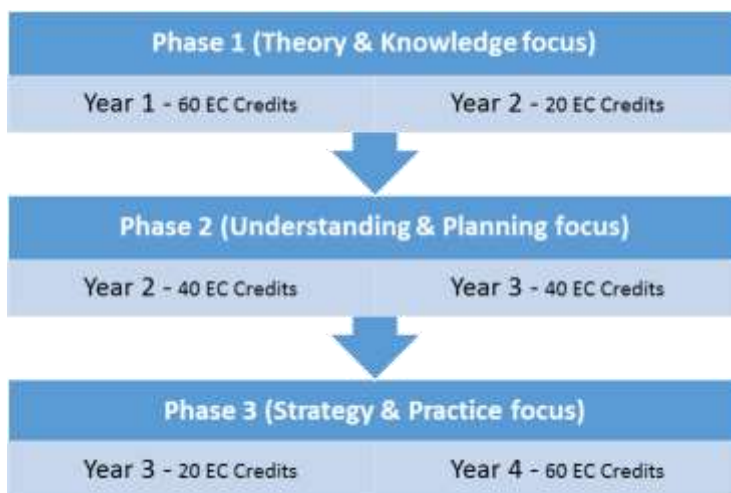 Phase 1 (Theory & Knowledge focus)
Year 1 - 60 EC Credits
Year 2 - 20 EC Credits
Phase 2 (Understanding & Planning focus)
Year 2 - 40 EC Credits
Year 3 - 40 EC Credits
Phase 3 (Strategy & Practice focus)
Year 3 - 20 EC Credits
Year 4 - 60 EC Credits